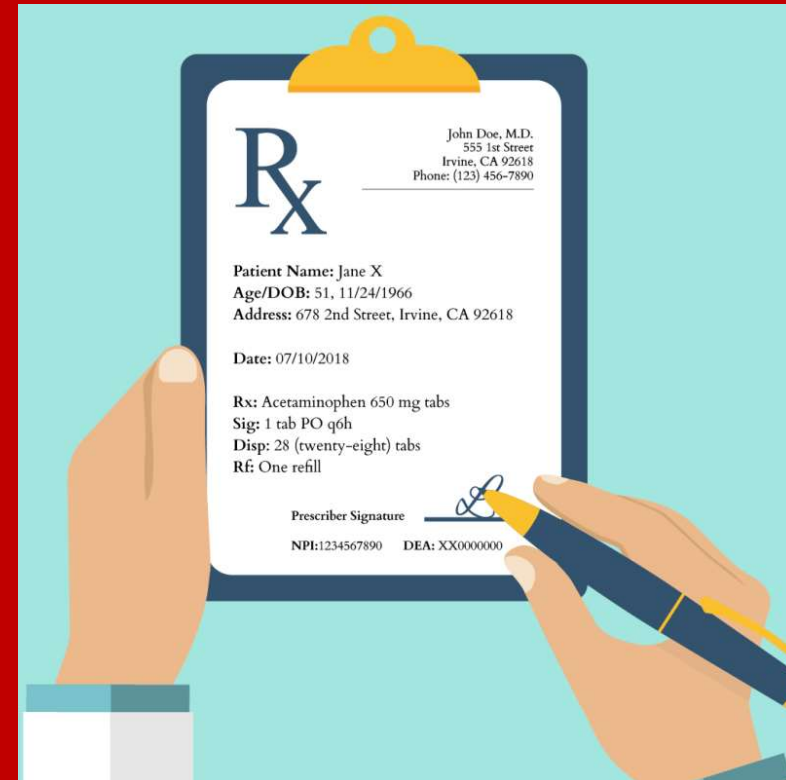 Rx
John Doe, M.D.
555 1st Street
Irvine, CA 92618
Phone: (123) 456-7890
Patient Name: Jane X
Age/DOB: 51, 11/24/1966
Address: 678 2nd Street, Irvine, CA 92618
Date: 07/10/2018
Rx: Acetaminophen 650 mg tabs
Sig: 1 tab PO q6h
Disp: 28 (twenty-eight) tabs
Rf: One refill
Prescriber Signature
NPI:1234567890 DEA: XX0000000